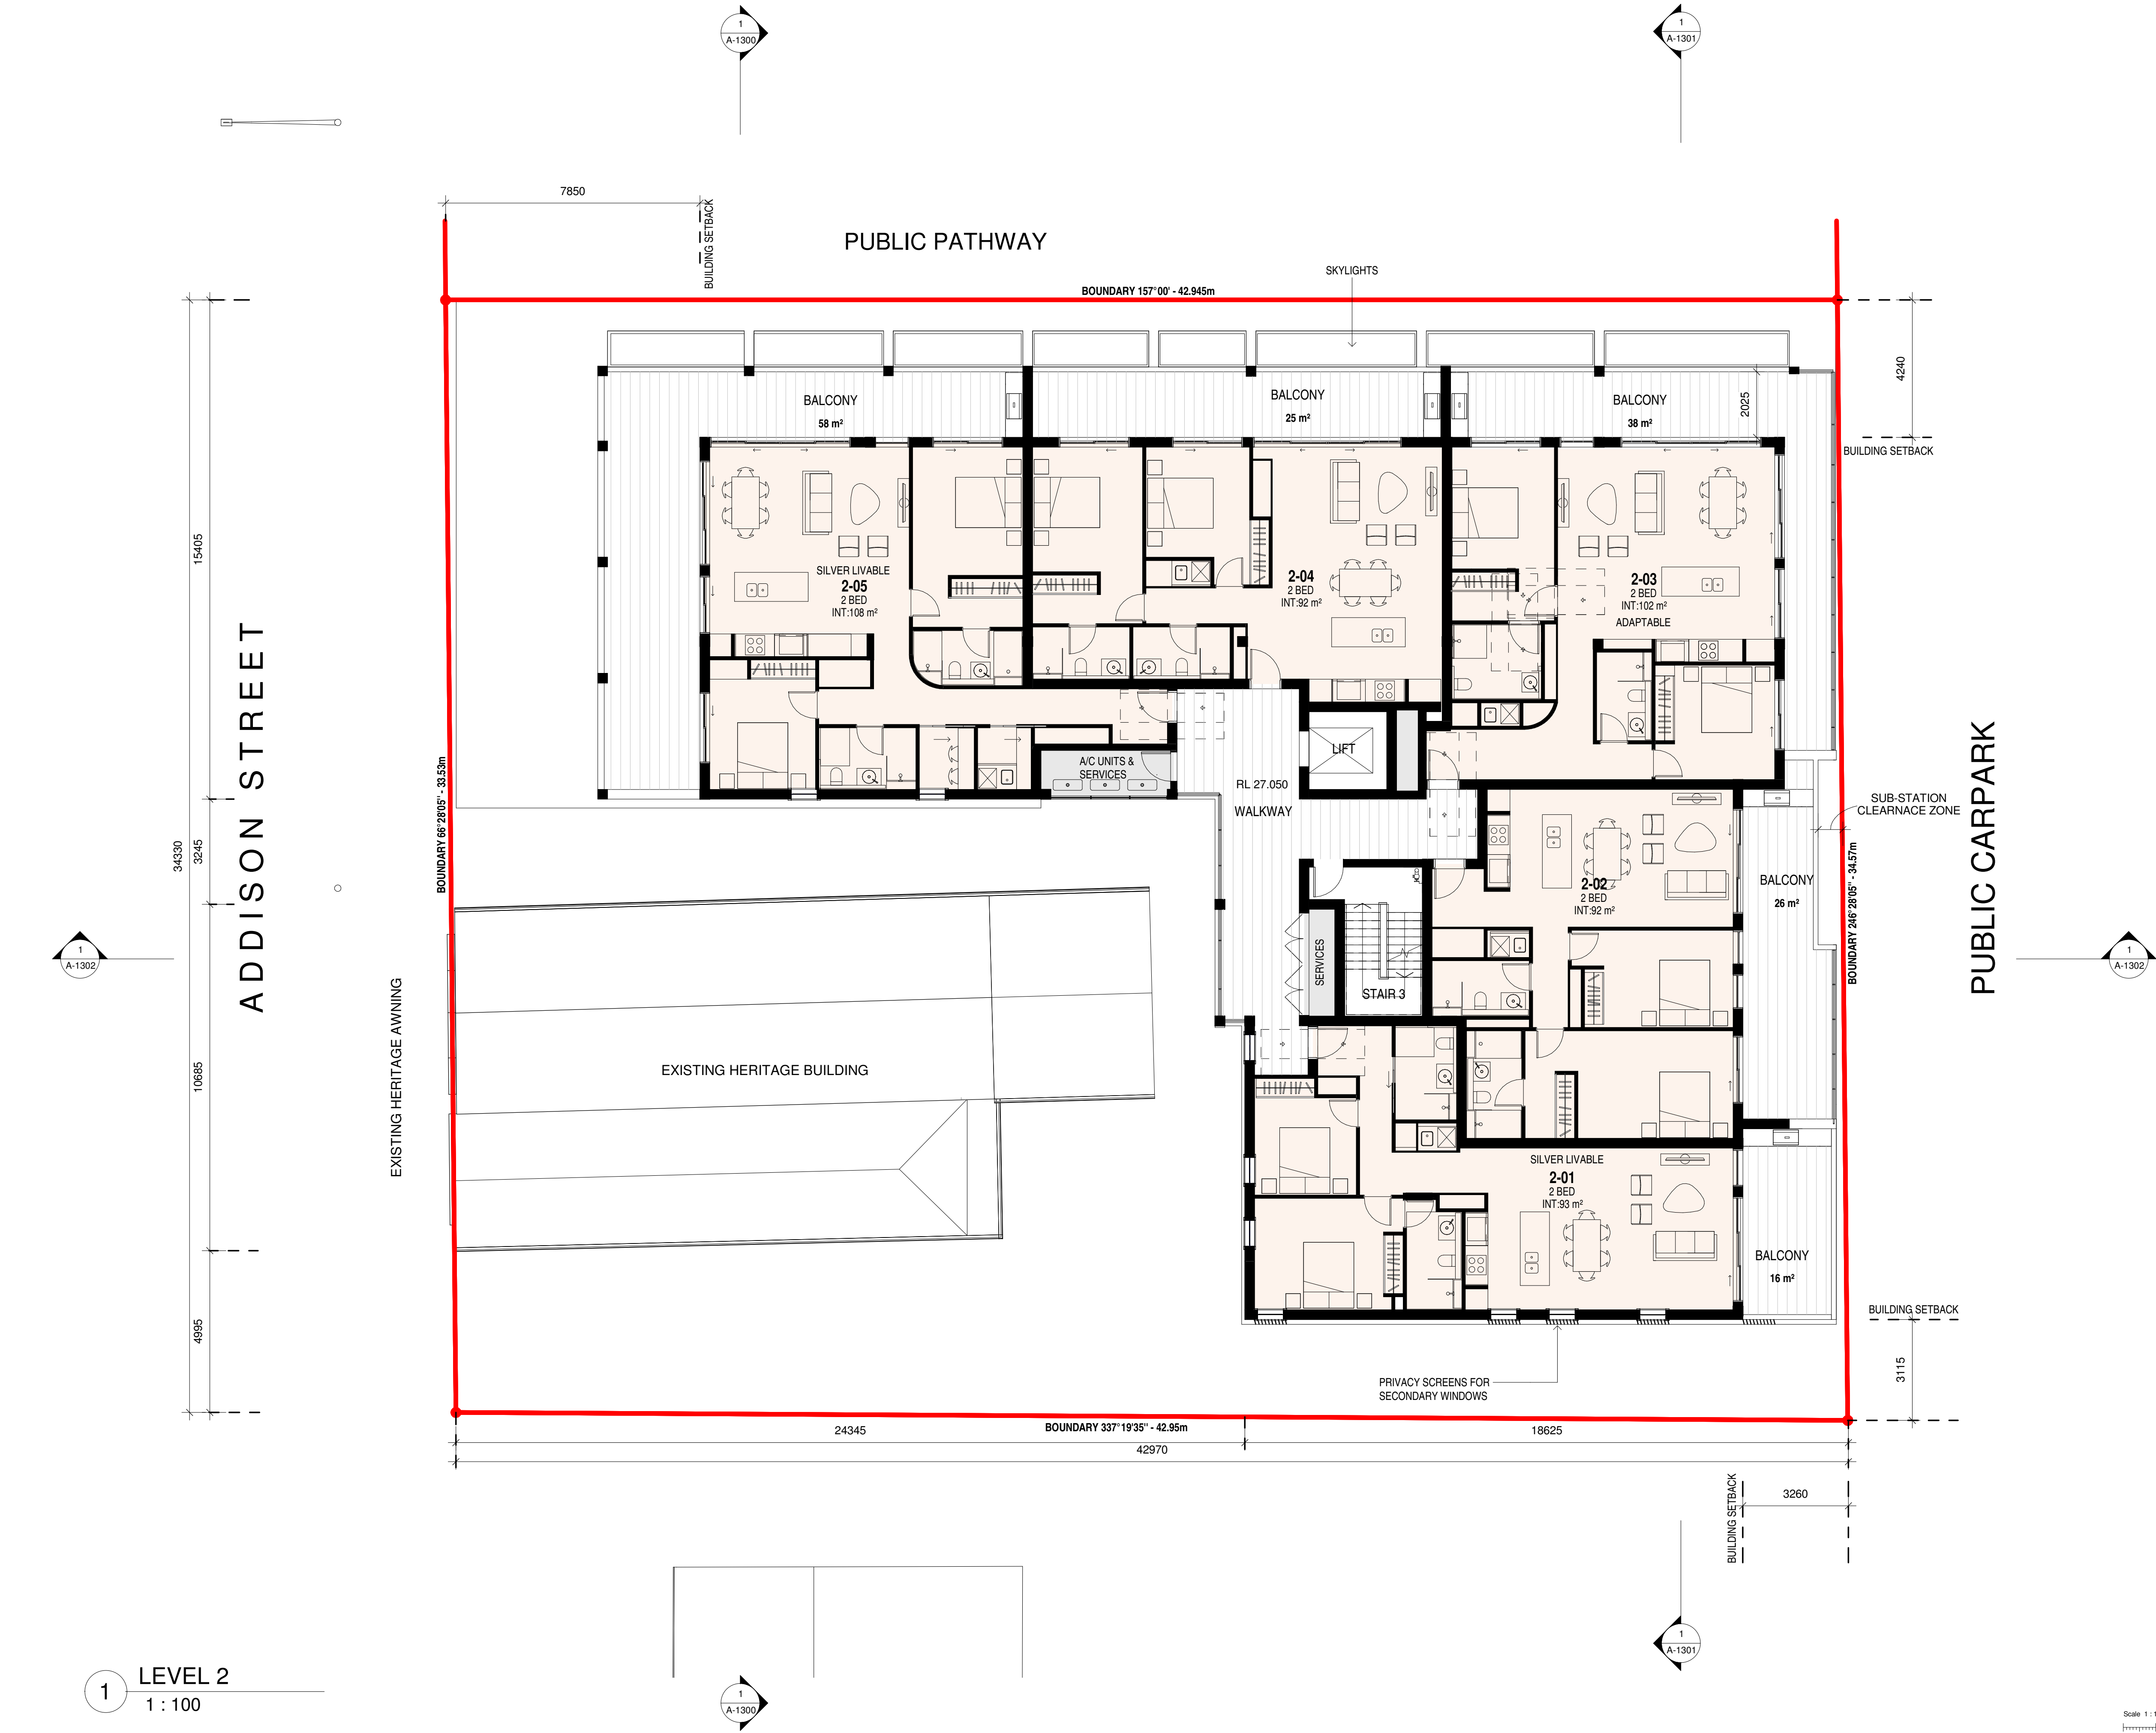 1
A-1300
1
A-1301
7850
BUILDING SETBACK
PUBLIC PATHWAY
SKYLIGHTS
BOUNDARY 157°00' - 42.945m
4240
BUILDING SETBACK
2025
BALCONY
58 m²
BALCONY
25 m²
BALCONY
38 m²
SILVER LIVABLE
2-05
2 BED
INT:108 m²
2-04
2 BED
INT:92 m²
2-03
2 BED
INT:102 m²
ADAPTABLE
15405
3245
34330
10685
4995
ADDISON STREET
BOUNDARY 66°28'05" - 33.53m
A/C UNITS &
SERVICES
LIFT
RL 27.050
WALKWAY
SUB-STATION
CLEARNACE ZONE
PUBLIC CARPARK
BOUNDARY 246°28'05" - 34.57m
2-02
2 BED
INT:92 m²
BALCONY
26 m²
SERVICES
STAIR 3
1
A-1302
1
A-1302
EXISTING HERITAGE AWNING
EXISTING HERITAGE BUILDING
SILVER LIVABLE
2-01
2 BED
INT:93 m²
BALCONY
16 m²
BUILDING SETBACK
3115
PRIVACY SCREENS FOR
SECONDARY WINDOWS
24345
BOUNDARY 337°19'35" - 42.95m
18625
42970
BUILDING SETBACK
3260
1
A-1301
1
A-1300
1
LEVEL 2
1 : 100
Scale 1 :